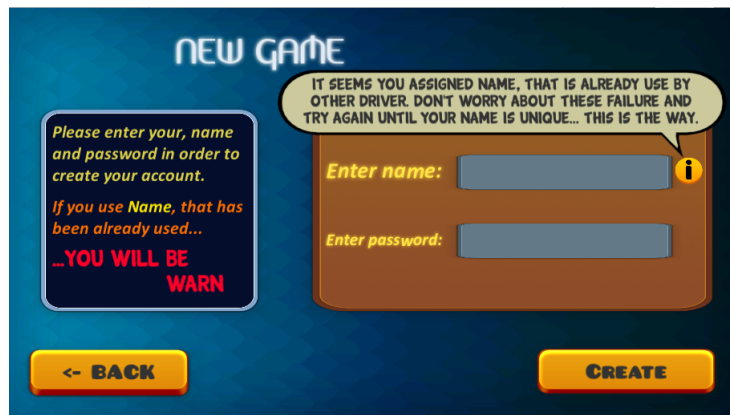 NEW GAME
IT SEEMS YOU ASSIGNED NAME, THAT IS ALREADY USE BY
OTHER DRIVER. DON'T WORRY ABOUT THESE FAILURE AND
TRY AGAIN UNTIL YOUR NAME IS UNIQUE... THIS IS THE WAY.
Please enter your, name
and password in order to
create your account.
If you use Name, that has
been already used...
...YOU WILL BE
WARN
Enter name:
i
Enter password:
<- BACK
CREATE